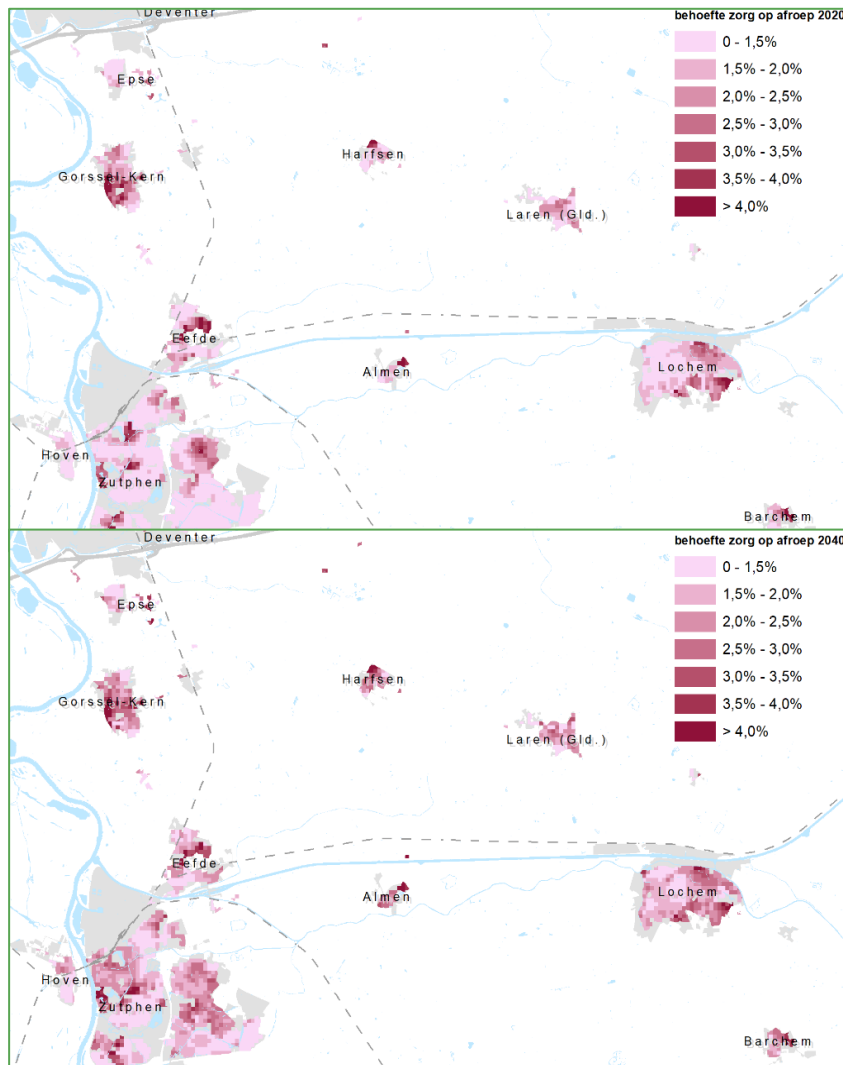 Deventer
behoefte zorg op afroep 2020
0 - 1,5%
1,5% - 2,0%
2,0% - 2,5%
2,5% - 3,0%
3,0% - 3,5%
3,5% - 4,0%
> 4,0%
Epse
Harfsen
Gorssel-Kern
Laren (Gld.)
Eefde
Almen
Lochem
Hoven
Zutphen
Barchem
Deventer
behoefte zorg op afroep 2040
0 - 1,5%
1,5% - 2,0%
2,0% - 2,5%
2,5% - 3,0%
3,0% - 3,5%
3,5% - 4,0%
> 4,0%
Epse
Harfsen
Gorssel-Kern
Laren (Gld.)
Eefde
Almen
Lochem
Hoven
Zutphen
Barchem